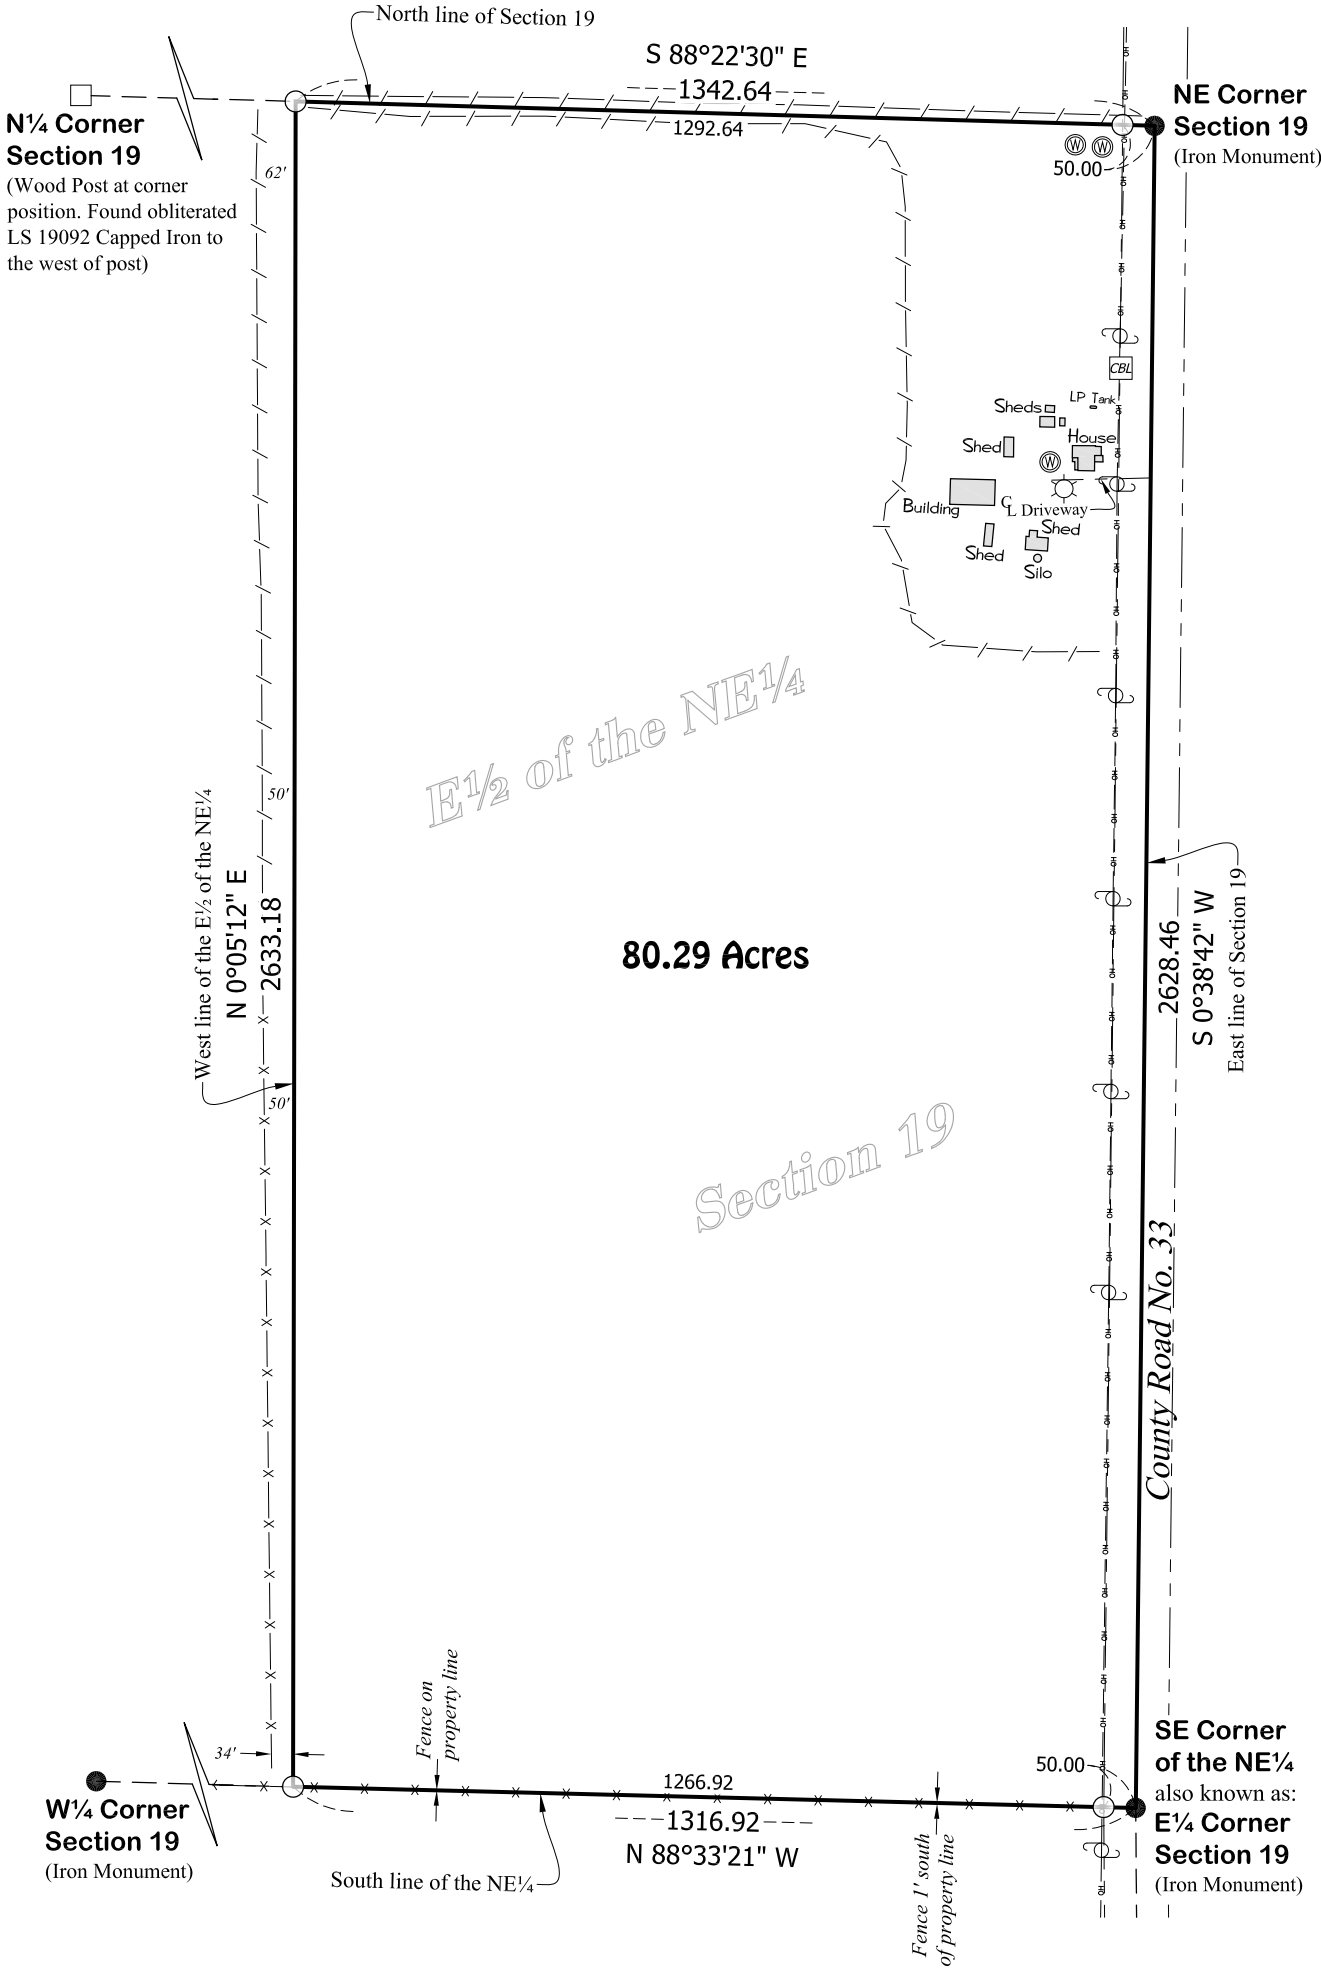 North line of Section 19
S 88°22'30" E
1342.64
1292.64
N¼ Corner
Section 19
(Wood Post at corner
position. Found obliterated
LS 19092 Capped Iron to
the west of post)
NE Corner
Section 19
(Iron Monument)
W
W
50.00
62'
CBL
LP Tank
Sheds
House
Shed
W
Building
CL Driveway
Shed
Shed
Silo
E½ of the NE¼
50'
West line of the E½ of the NE¼
N 0°05'12" E
2633.18
80.29 Acres
2628.46
S 0°38'42" W
East line of Section 19
50'
Section 19
County Road No. 33
Fence on
property line
34'
W¼ Corner
Section 19
(Iron Monument)
1266.92
1316.92
N 88°33'21" W
South line of the NE¼
Fence 1' south
of property line
50.00
SE Corner
of the NE¼
also known as:
E¼ Corner
Section 19
(Iron Monument)